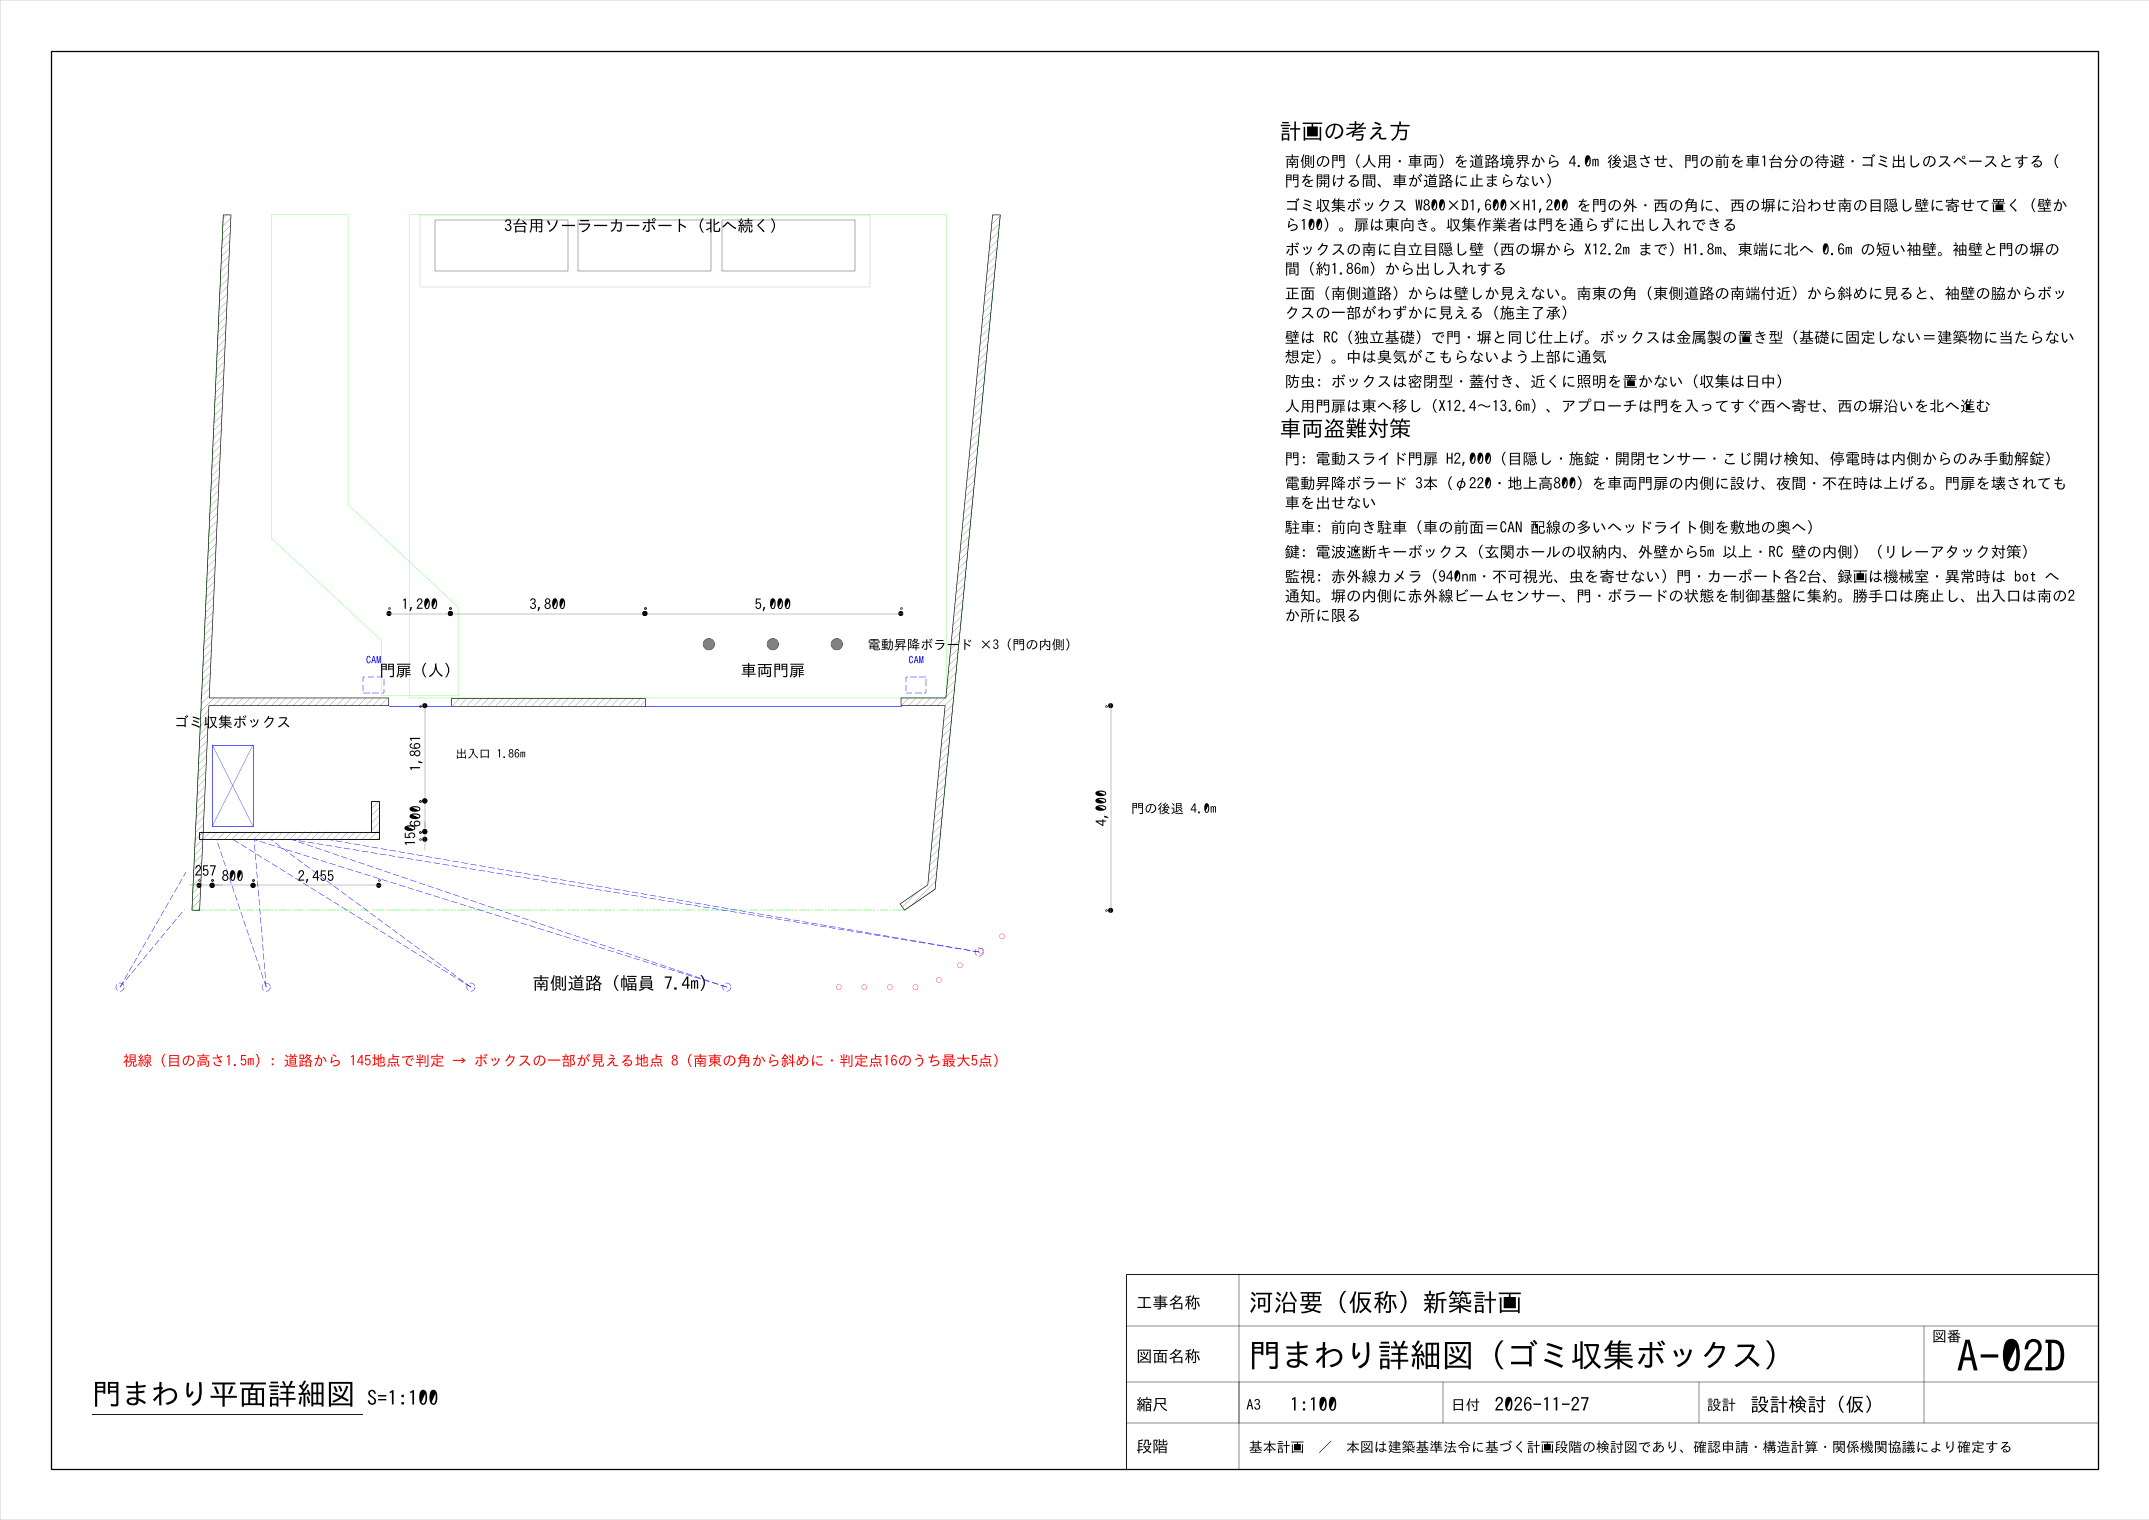 計画の考え方
南側の門（人用・車両）を道路境界から 4.0m 後退させ、門の前を車1台分の待避・ゴミ出しのスペースとする（
門を開ける間、車が道路に止まらない）
ゴミ収集ボックス W800×D1,600×H1,200 を門の外・西の角に、西の塀に沿わせ南の目隠し壁に寄せて置く（壁か
ら100）。扉は東向き。収集作業者は門を通らずに出し入れできる
ボックスの南に自立目隠し壁（西の塀から X12.2m まで）H1.8m、東端に北へ 0.6m の短い袖壁。袖壁と門の塀の
間（約1.86m）から出し入れする
正面（南側道路）からは壁しか見えない。南東の角（東側道路の南端付近）から斜めに見ると、袖壁の脇からボッ
クスの一部がわずかに見える（施主了承）
壁は RC（独立基礎）で門・塀と同じ仕上げ。ボックスは金属製の置き型（基礎に固定しない＝建築物に当たらない
想定）。中は臭気がこもらないよう上部に通気
防虫: ボックスは密閉型・蓋付き、近くに照明を置かない（収集は日中）
人用門扉は東へ移し（X12.4～13.6m）、アプローチは門を入ってすぐ西へ寄せ、西の塀沿いを北へ進む
車両盗難対策
門: 電動スライド門扉 H2,000（目隠し・施錠・開閉センサー・こじ開け検知、停電時は内側からのみ手動解錠）
電動昇降ボラード 3本（φ220・地上高800）を車両門扉の内側に設け、夜間・不在時は上げる。門扉を壊されても
車を出せない
駐車: 前向き駐車（車の前面＝CAN 配線の多いヘッドライト側を敷地の奥へ）
鍵: 電波遮断キーボックス（玄関ホールの収納内、外壁から5m 以上・RC 壁の内側）（リレーアタック対策）
監視: 赤外線カメラ（940nm・不可視光、虫を寄せない）門・カーポート各2台、録画は機械室・異常時は bot へ
通知。塀の内側に赤外線ビームセンサー、門・ボラードの状態を制御基盤に集約。勝手口は廃止し、出入口は南の2
か所に限る
3台用ソーラーカーポート（北へ続く）
1,200
3,800
5,000
電動昇降ボラード ×3（門の内側）
CAM
CAM
門扉（人）
車両門扉
ゴミ収集ボックス
1,861
出入口 1.86m
600
150
4,000
門の後退 4.0m
257
800
2,455
南側道路（幅員 7.4m）
視線（目の高さ1.5m）: 道路から 145地点で判定 → ボックスの一部が見える地点 8（南東の角から斜めに・判定点16のうち最大5点）
門まわり平面詳細図 S=1:100
工事名称 河沿要（仮称）新築計画
図面名称 門まわり詳細図（ゴミ収集ボックス） 図番 A-02D
縮尺 A3 1:100 日付 2026-11-27 設計 設計検討（仮）
段階 基本計画 ／ 本図は建築基準法令に基づく計画段階の検討図であり、確認申請・構造計算・関係機関協議により確定する